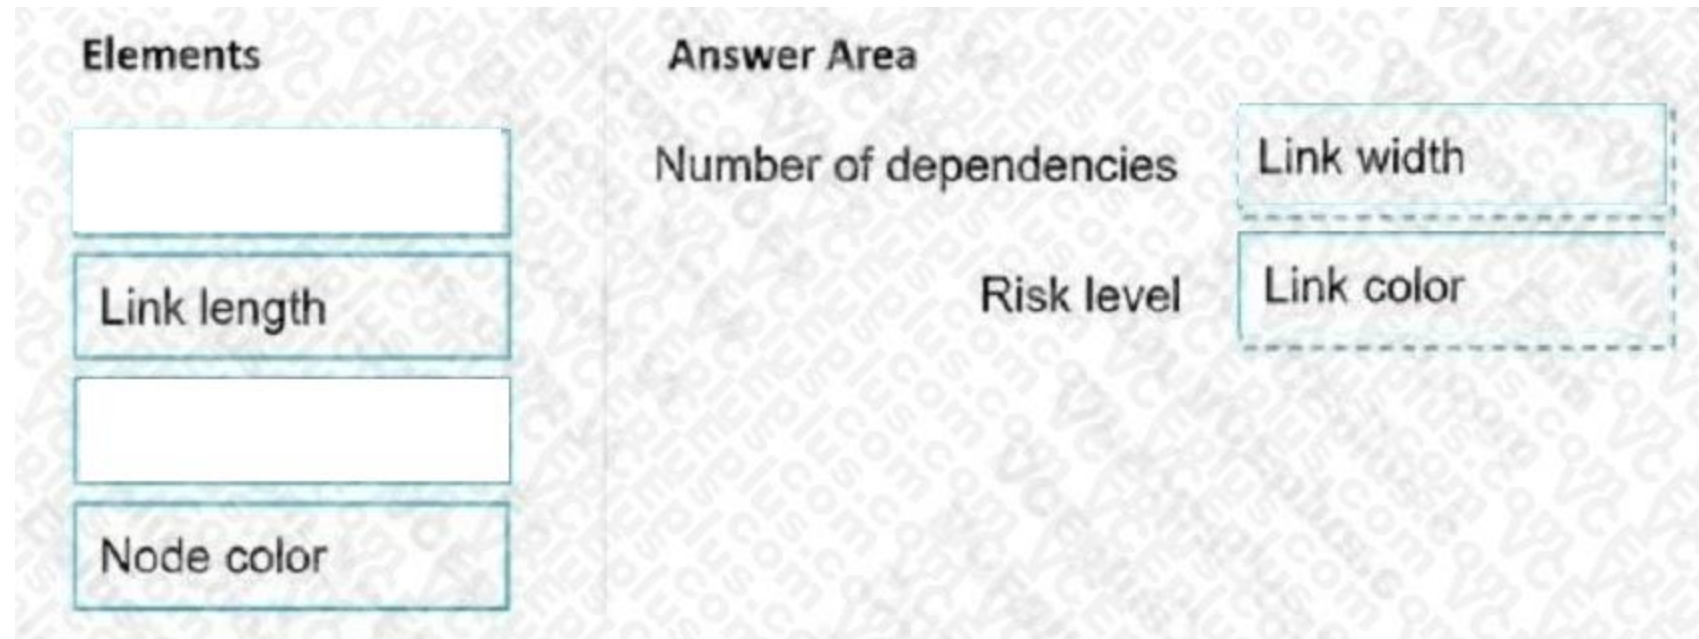 Elements
Answer Area
Number of dependencies
Link width
Link length
Risk level
Link color
Node color